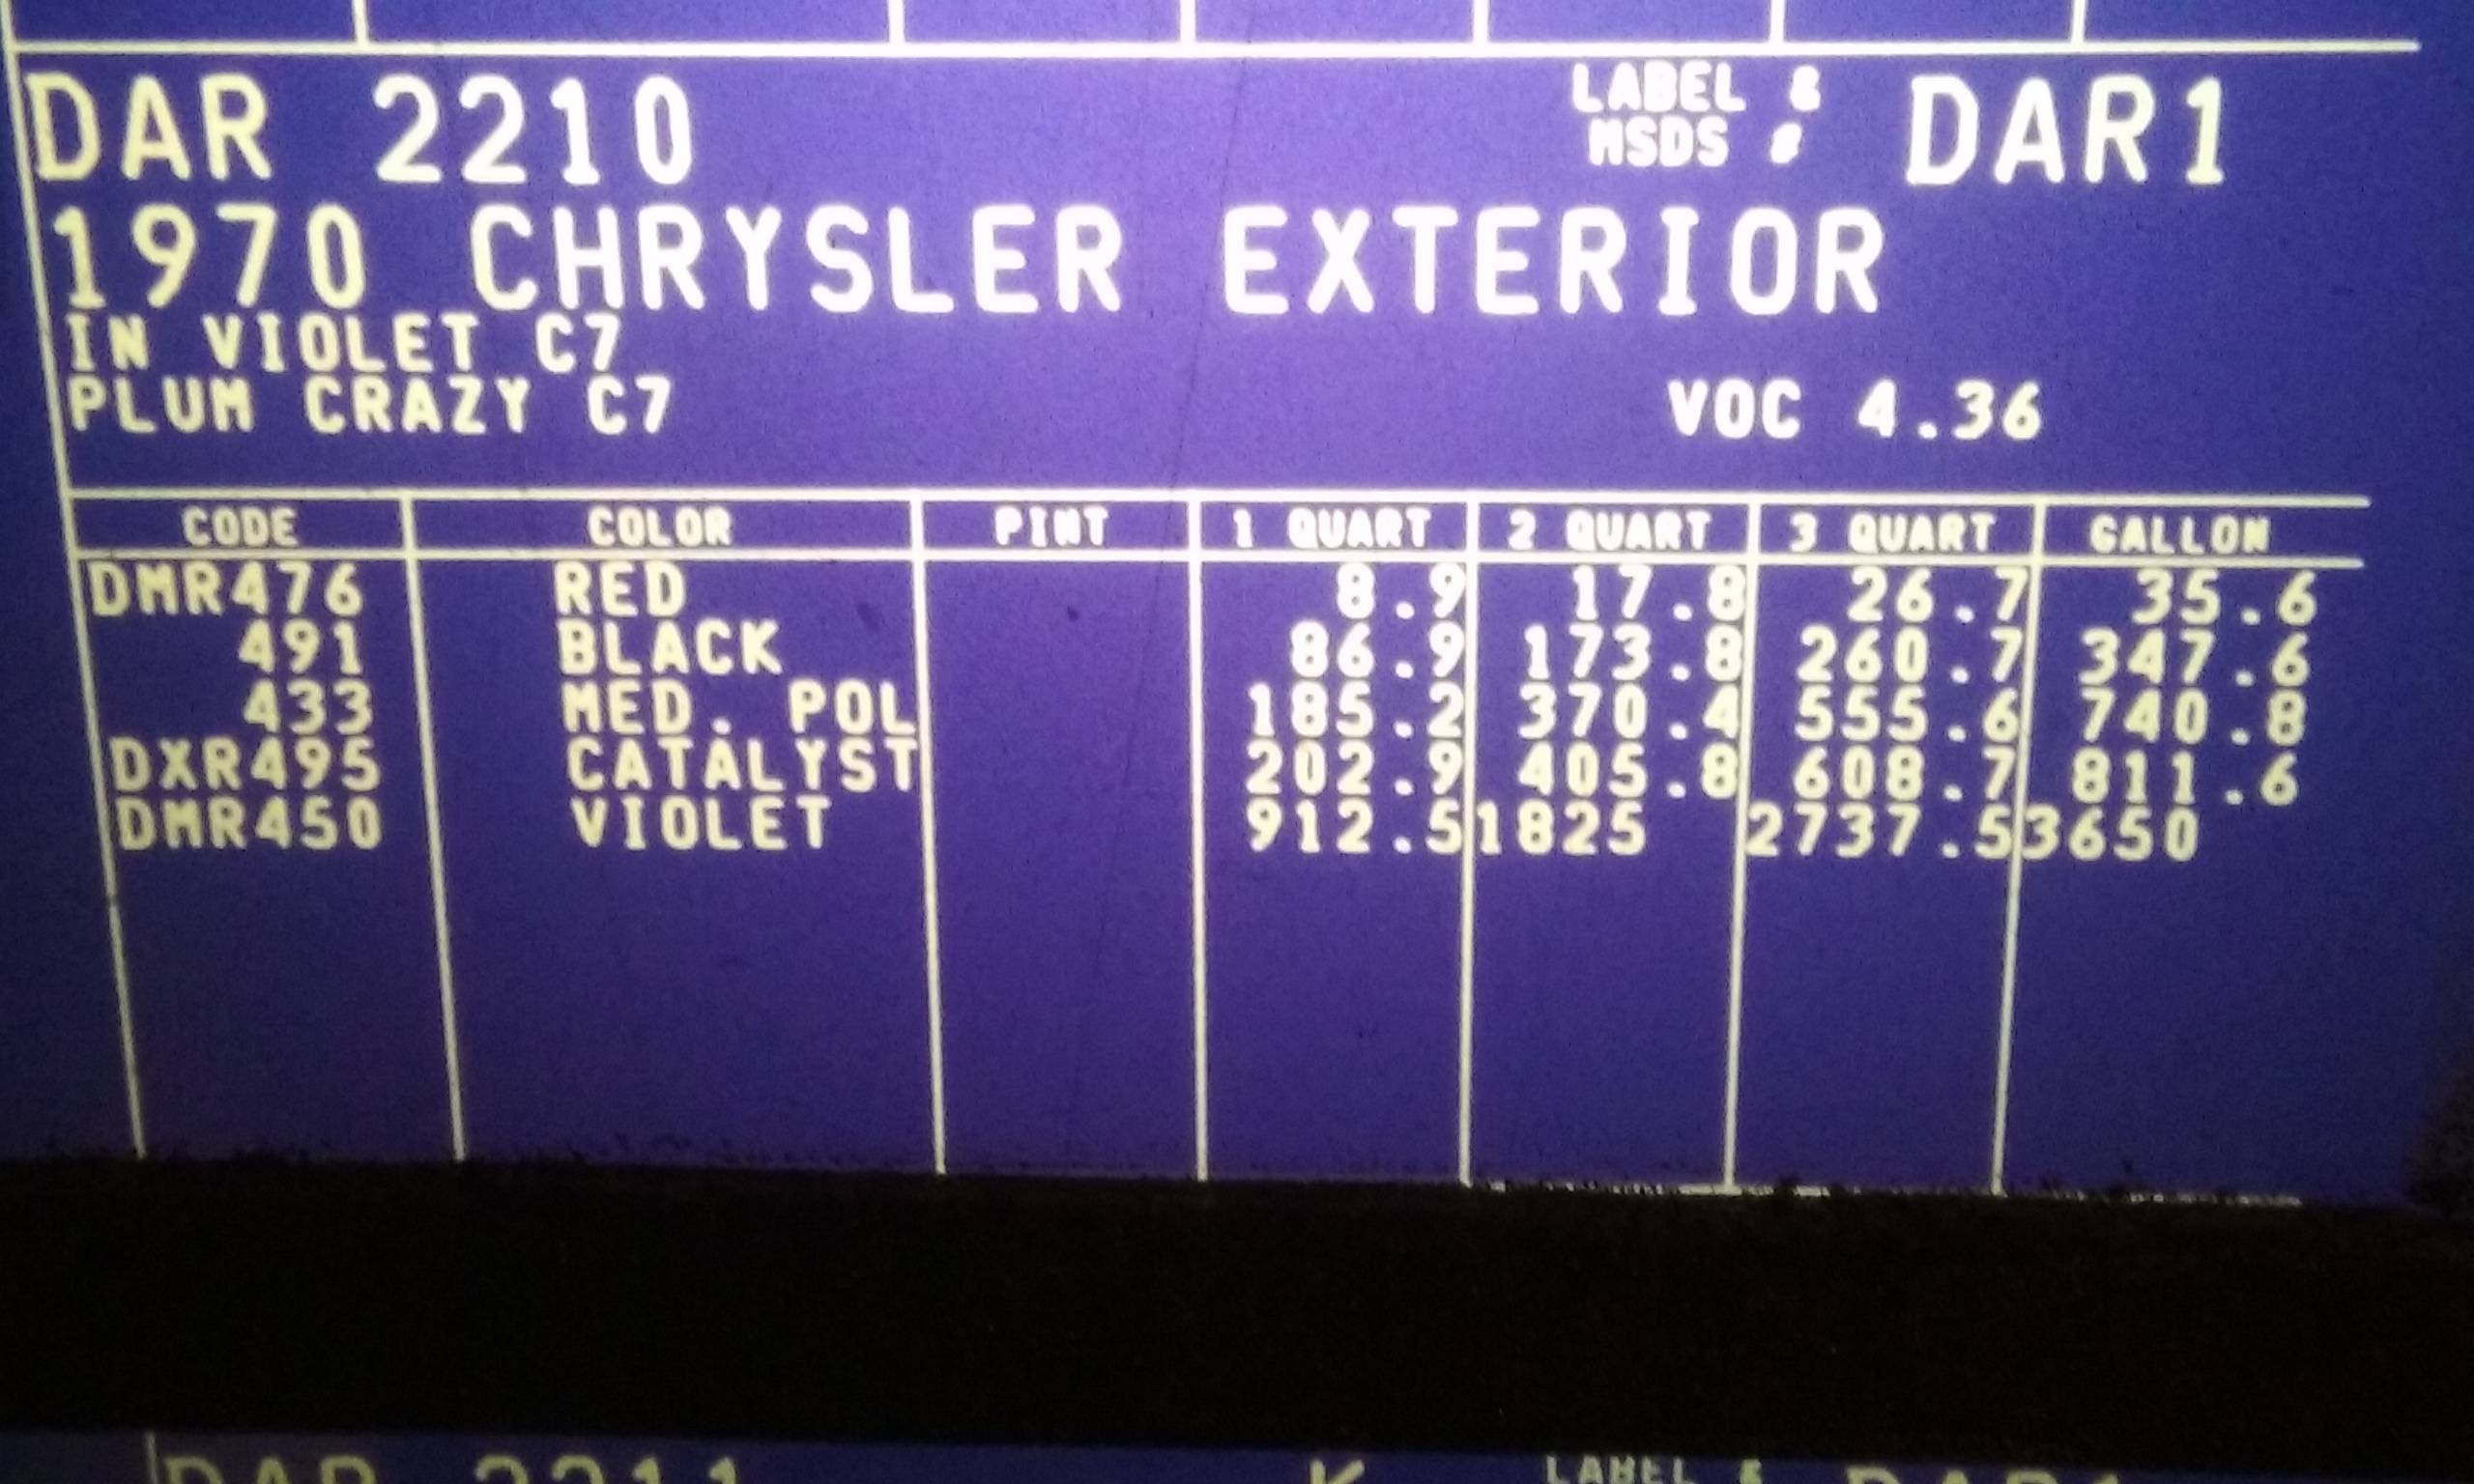 DAR 2210 LABEL & MSDS # DAR1
1970 CHRYSLER EXTERIOR
IN VIOLET C7
PLUM CRAZY C7 VOC 4.36
CODE COLOR PINT 1 QUART 2 QUART 3 QUART GALLON
DMR476 RED 8.9 17.8 26.7 35.6
491 BLACK 86.9 173.8 260.7 347.6
433 MED. POL 185.2 370.4 555.6 740.8
DXR495 CATALYST 202.9 405.8 608.7 811.6
DMR450 VIOLET 912.5 1825 2737.5 3650
DAR 2211 K LABEL & DAR1